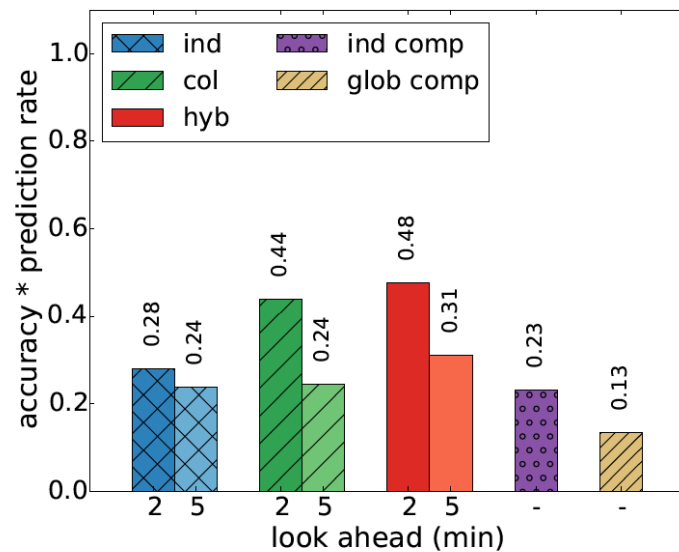 accuracy * prediction rate
1.0
0.8
0.6
0.4
0.2
0.0
ind
col
hyb
ind comp
glob comp
0.28
0.24
0.44
0.24
0.48
0.31
0.23
0.13
2 5 2 5 2 5 - -
look ahead (min)